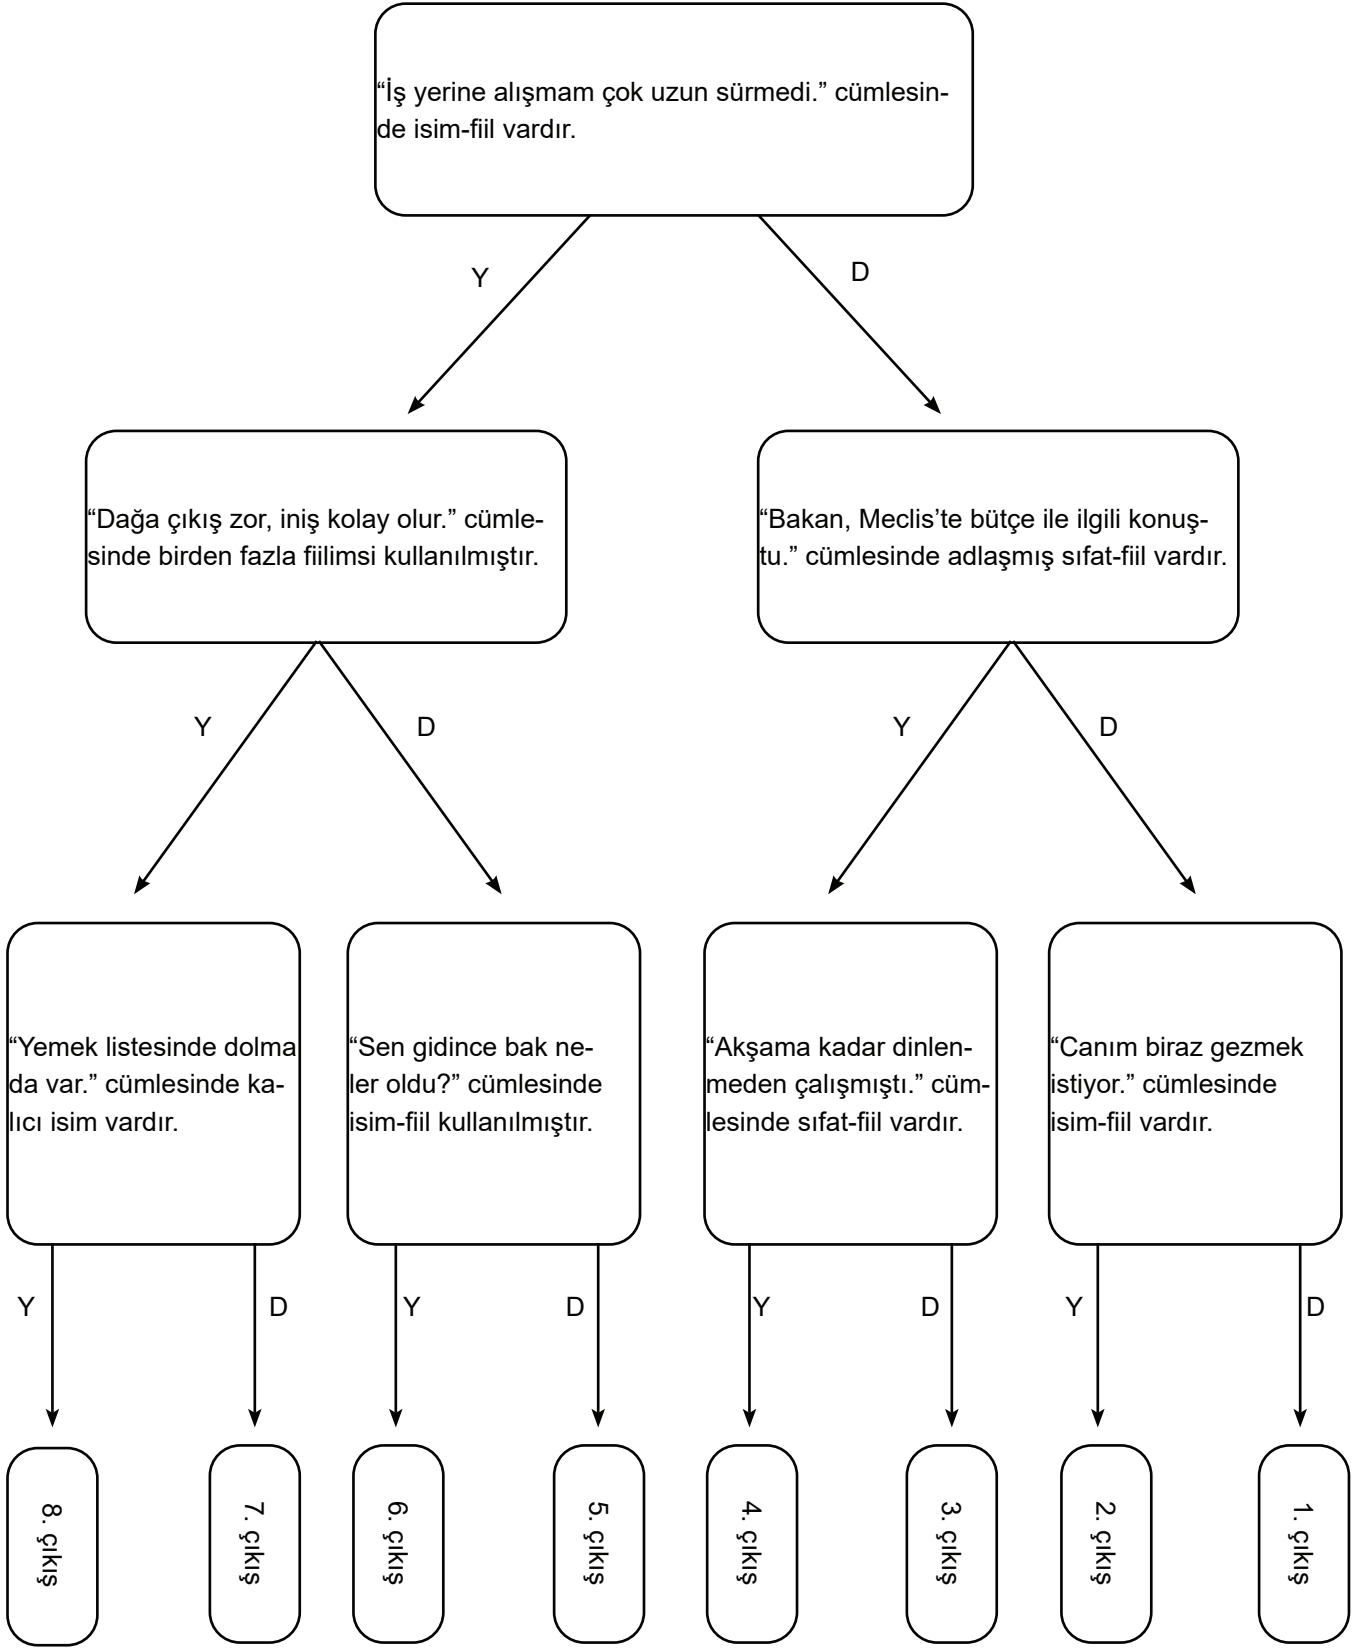 “İş yerine alışmam çok uzun sürmedi.” cümlesin-
de isim-fiil vardır.
Y
D
“Dağa çıkış zor, iniş kolay olur.” cümle-
sinde birden fazla fiilimsi kullanılmıştır.
“Bakan, Meclis’te bütçe ile ilgili konuş-
tu.” cümlesinde adlaşmış sıfat-fiil vardır.
Y
D
Y
D
“Yemek listesinde dolma
da var.” cümlesinde ka-
lıcı isim vardır.
“Sen gidince bak ne-
ler oldu?” cümlesinde
isim-fiil kullanılmıştır.
“Akşama kadar dinlen-
meden çalışmıştı.” cüm-
lesinde sıfat-fiil vardır.
“Canım biraz gezmek
istiyor.” cümlesinde
isim-fiil vardır.
Y
D
Y
D
Y
D
Y
D
8. çıkış
7. çıkış
6. çıkış
5. çıkış
4. çıkış
3. çıkış
2. çıkış
1. çıkış